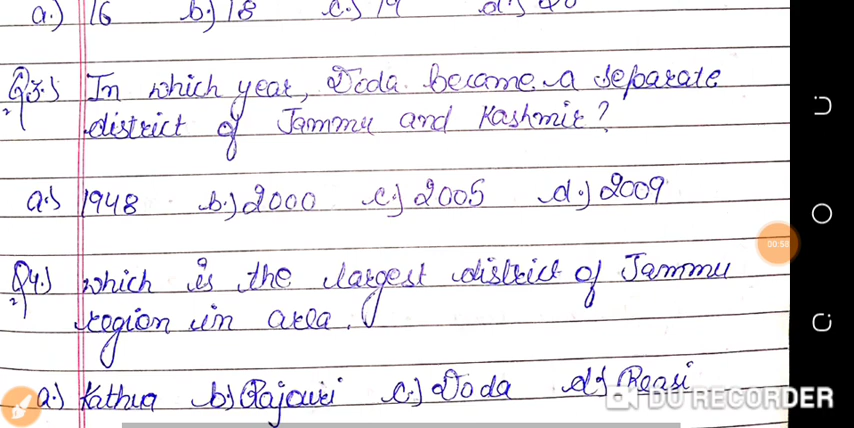 a.) 16 b.) 18 c.) 19
Q3.) In which year, Doda became a separate
district of Jammu and Kashmir?
a.) 1948 b.) 2000 c.) 2005 d.) 2009
00:58
Q4.) which is the largest district of Jammu
region in area.
a.) Kathua b) Rajouri c.) Doda d) Reasi
DU RECORDER